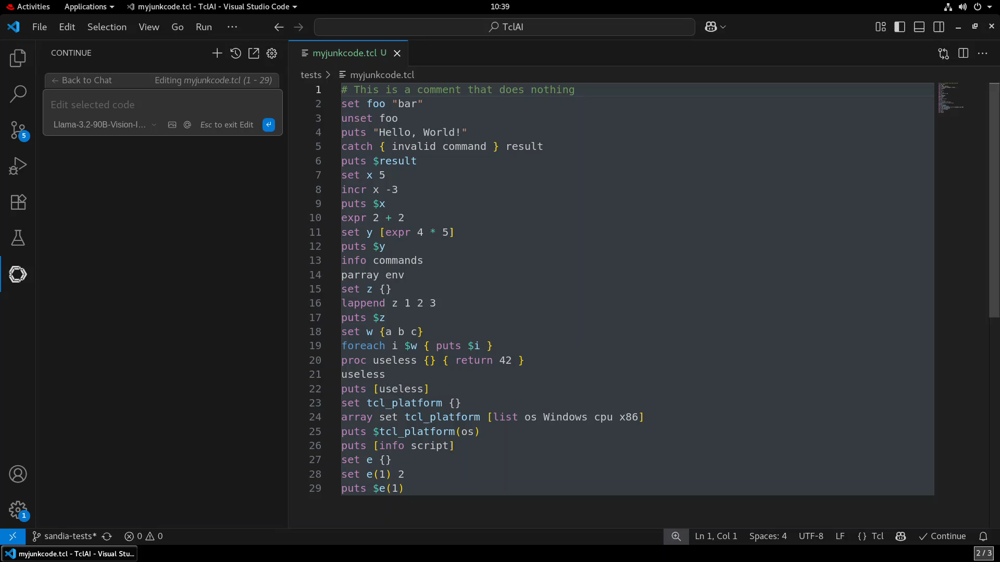 Activities
Applications
myjunkcode.tcl - TclAI - Visual Studio Code
10:39
File Edit Selection View Go Run ···
TclAI
CONTINUE
← Back to Chat
Editing myjunkcode.tcl (1 - 29)
Edit selected code
Llama-3.2-90B-Vision-I...
Esc to exit Edit
5
1
myjunkcode.tcl U
tests > myjunkcode.tcl
1 # This is a comment that does nothing
2 set foo "bar"
3 unset foo
4 puts "Hello, World!"
5 catch { invalid command } result
6 puts $result
7 set x 5
8 incr x -3
9 puts $x
10 expr 2 + 2
11 set y [expr 4 * 5]
12 puts $y
13 info commands
14 parray env
15 set z {}
16 lappend z 1 2 3
17 puts $z
18 set w {a b c}
19 foreach i $w { puts $i }
20 proc useless {} { return 42 }
21 useless
22 puts [useless]
23 set tcl_platform {}
24 array set tcl_platform [list os Windows cpu x86]
25 puts $tcl_platform(os)
26 puts [info script]
27 set e {}
28 set e(1) 2
29 puts $e(1)
sandia-tests*
0 0
Ln 1, Col 1
Spaces: 4
UTF-8
LF
{} Tcl
Continue
myjunkcode.tcl - TclAI - Visual Stu...
2 / 3